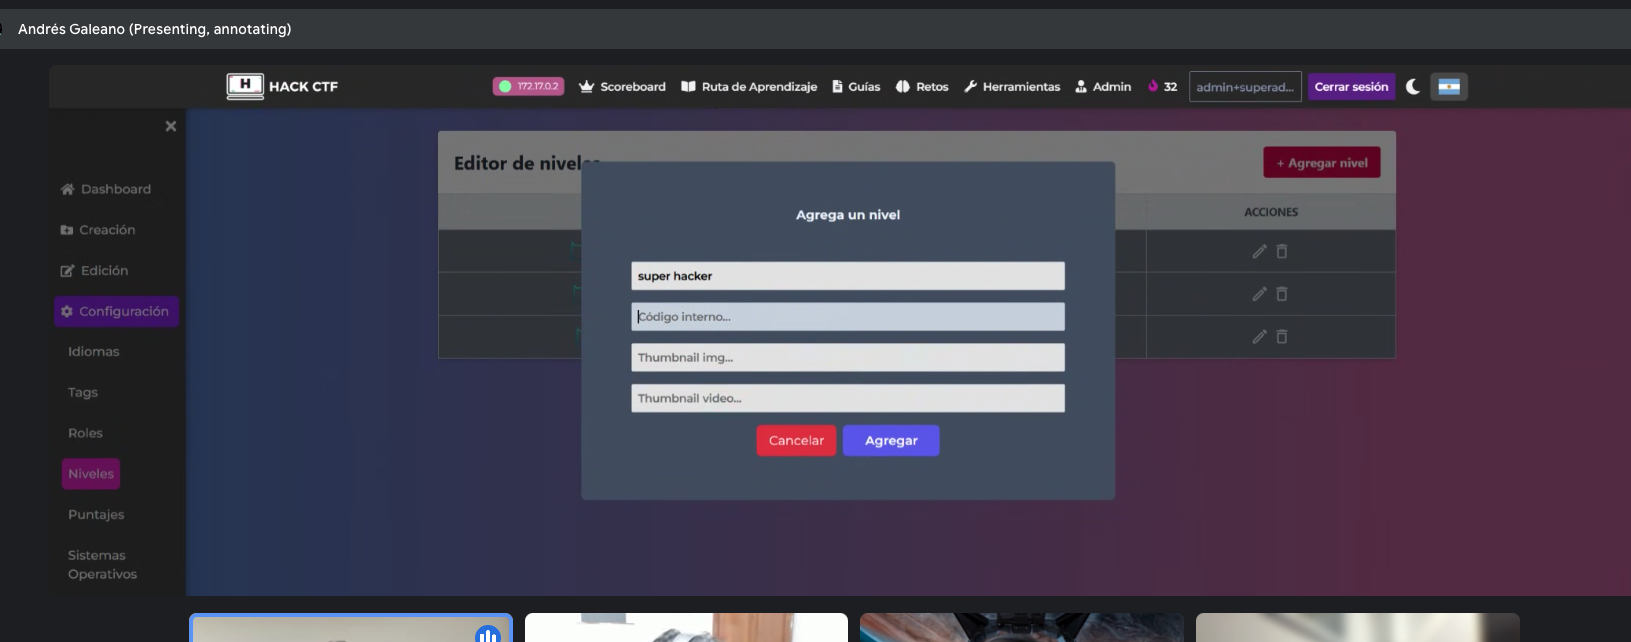 Andrés Galeano (Presenting, annotating)
H HACK CTF
172.17.0.2
Scoreboard
Ruta de Aprendizaje
Guías
Retos
Herramientas
Admin
32
admin+superad...
Cerrar sesión
Dashboard
Creación
Edición
Configuración
Idiomas
Tags
Roles
Niveles
Puntajes
Sistemas
Operativos
Editor de niveles
+ Agregar nivel
ACCIONES
Agrega un nivel
super hacker
Código interno...
Thumbnail img...
Thumbnail video...
Cancelar
Agregar